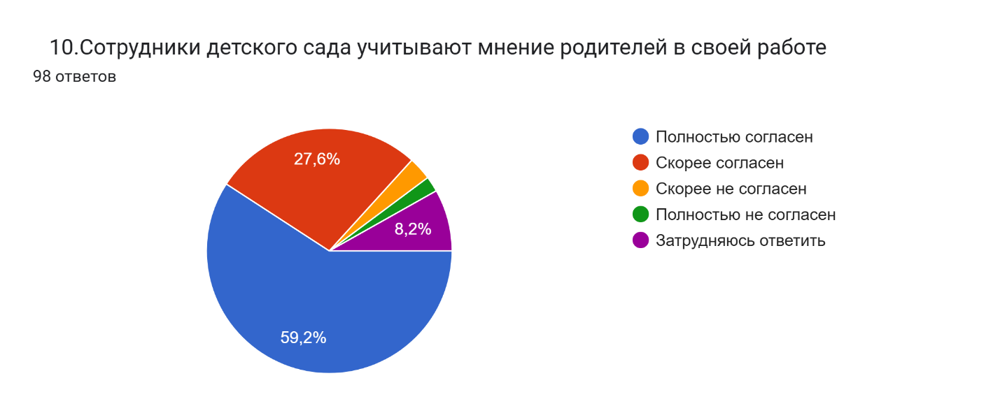 10.Сотрудники детского сада учитывают мнение родителей в своей работе
98 ответов
27,6%
8,2%
59,2%
Полностью согласен
Скорее согласен
Скорее не согласен
Полностью не согласен
Затрудняюсь ответить